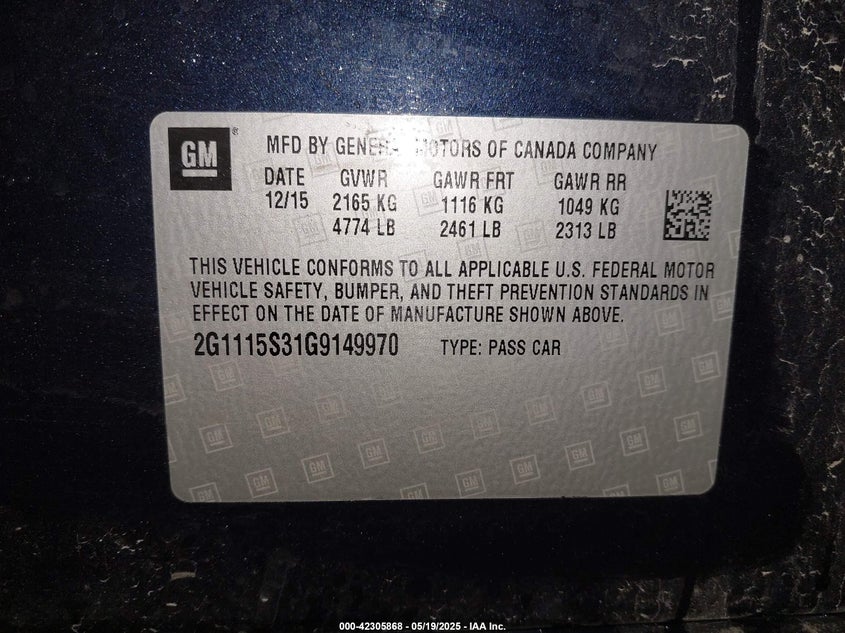 GM
MFD BY GENERAL MOTORS OF CANADA COMPANY
DATE GVWR GAWR FRT GAWR RR
12/15 2165 KG 1116 KG 1049 KG
4774 LB 2461 LB 2313 LB
THIS VEHICLE CONFORMS TO ALL APPLICABLE U.S. FEDERAL MOTOR
VEHICLE SAFETY, BUMPER, AND THEFT PREVENTION STANDARDS IN
EFFECT ON THE DATE OF MANUFACTURE SHOWN ABOVE.
2G1115S31G9149970 TYPE: PASS CAR
000-42305868 - 05/19/2025 - IAA Inc.